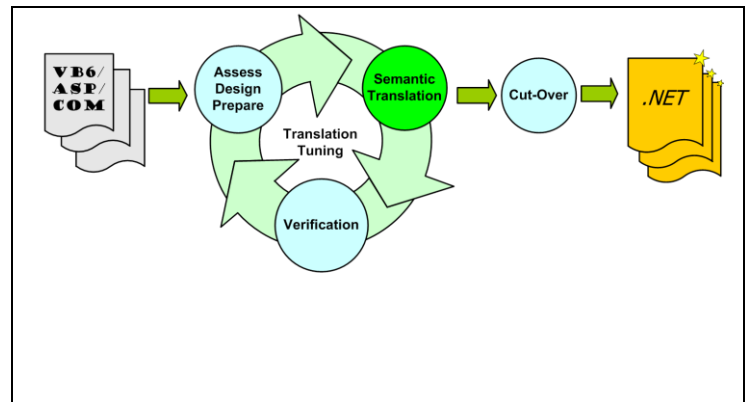 VB6/
ASP/
COM
Assess
Design
Prepare
Semantic
Translation
Cut-Over
.NET
Translation
Tuning
Verification